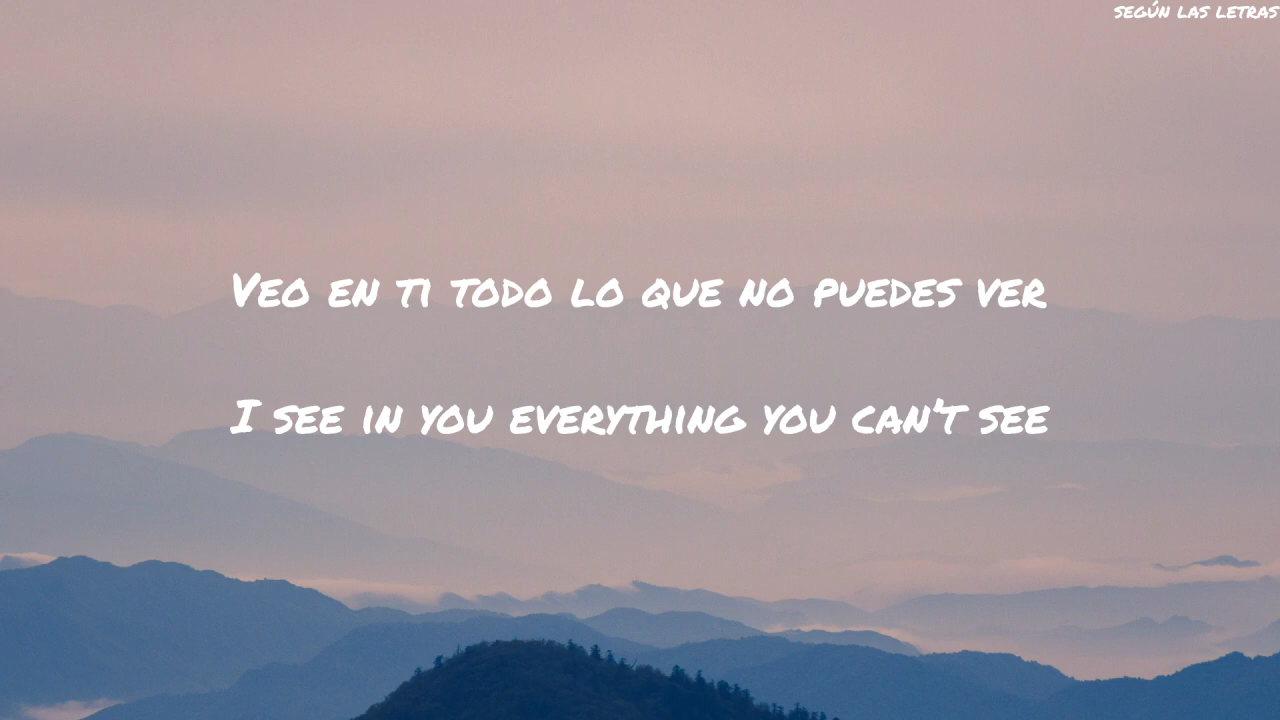 SEGÚN LAS LETRAS
VEO EN TI TODO LO QUE NO PUEDES VER
I SEE IN YOU EVERYTHING YOU CAN'T SEE